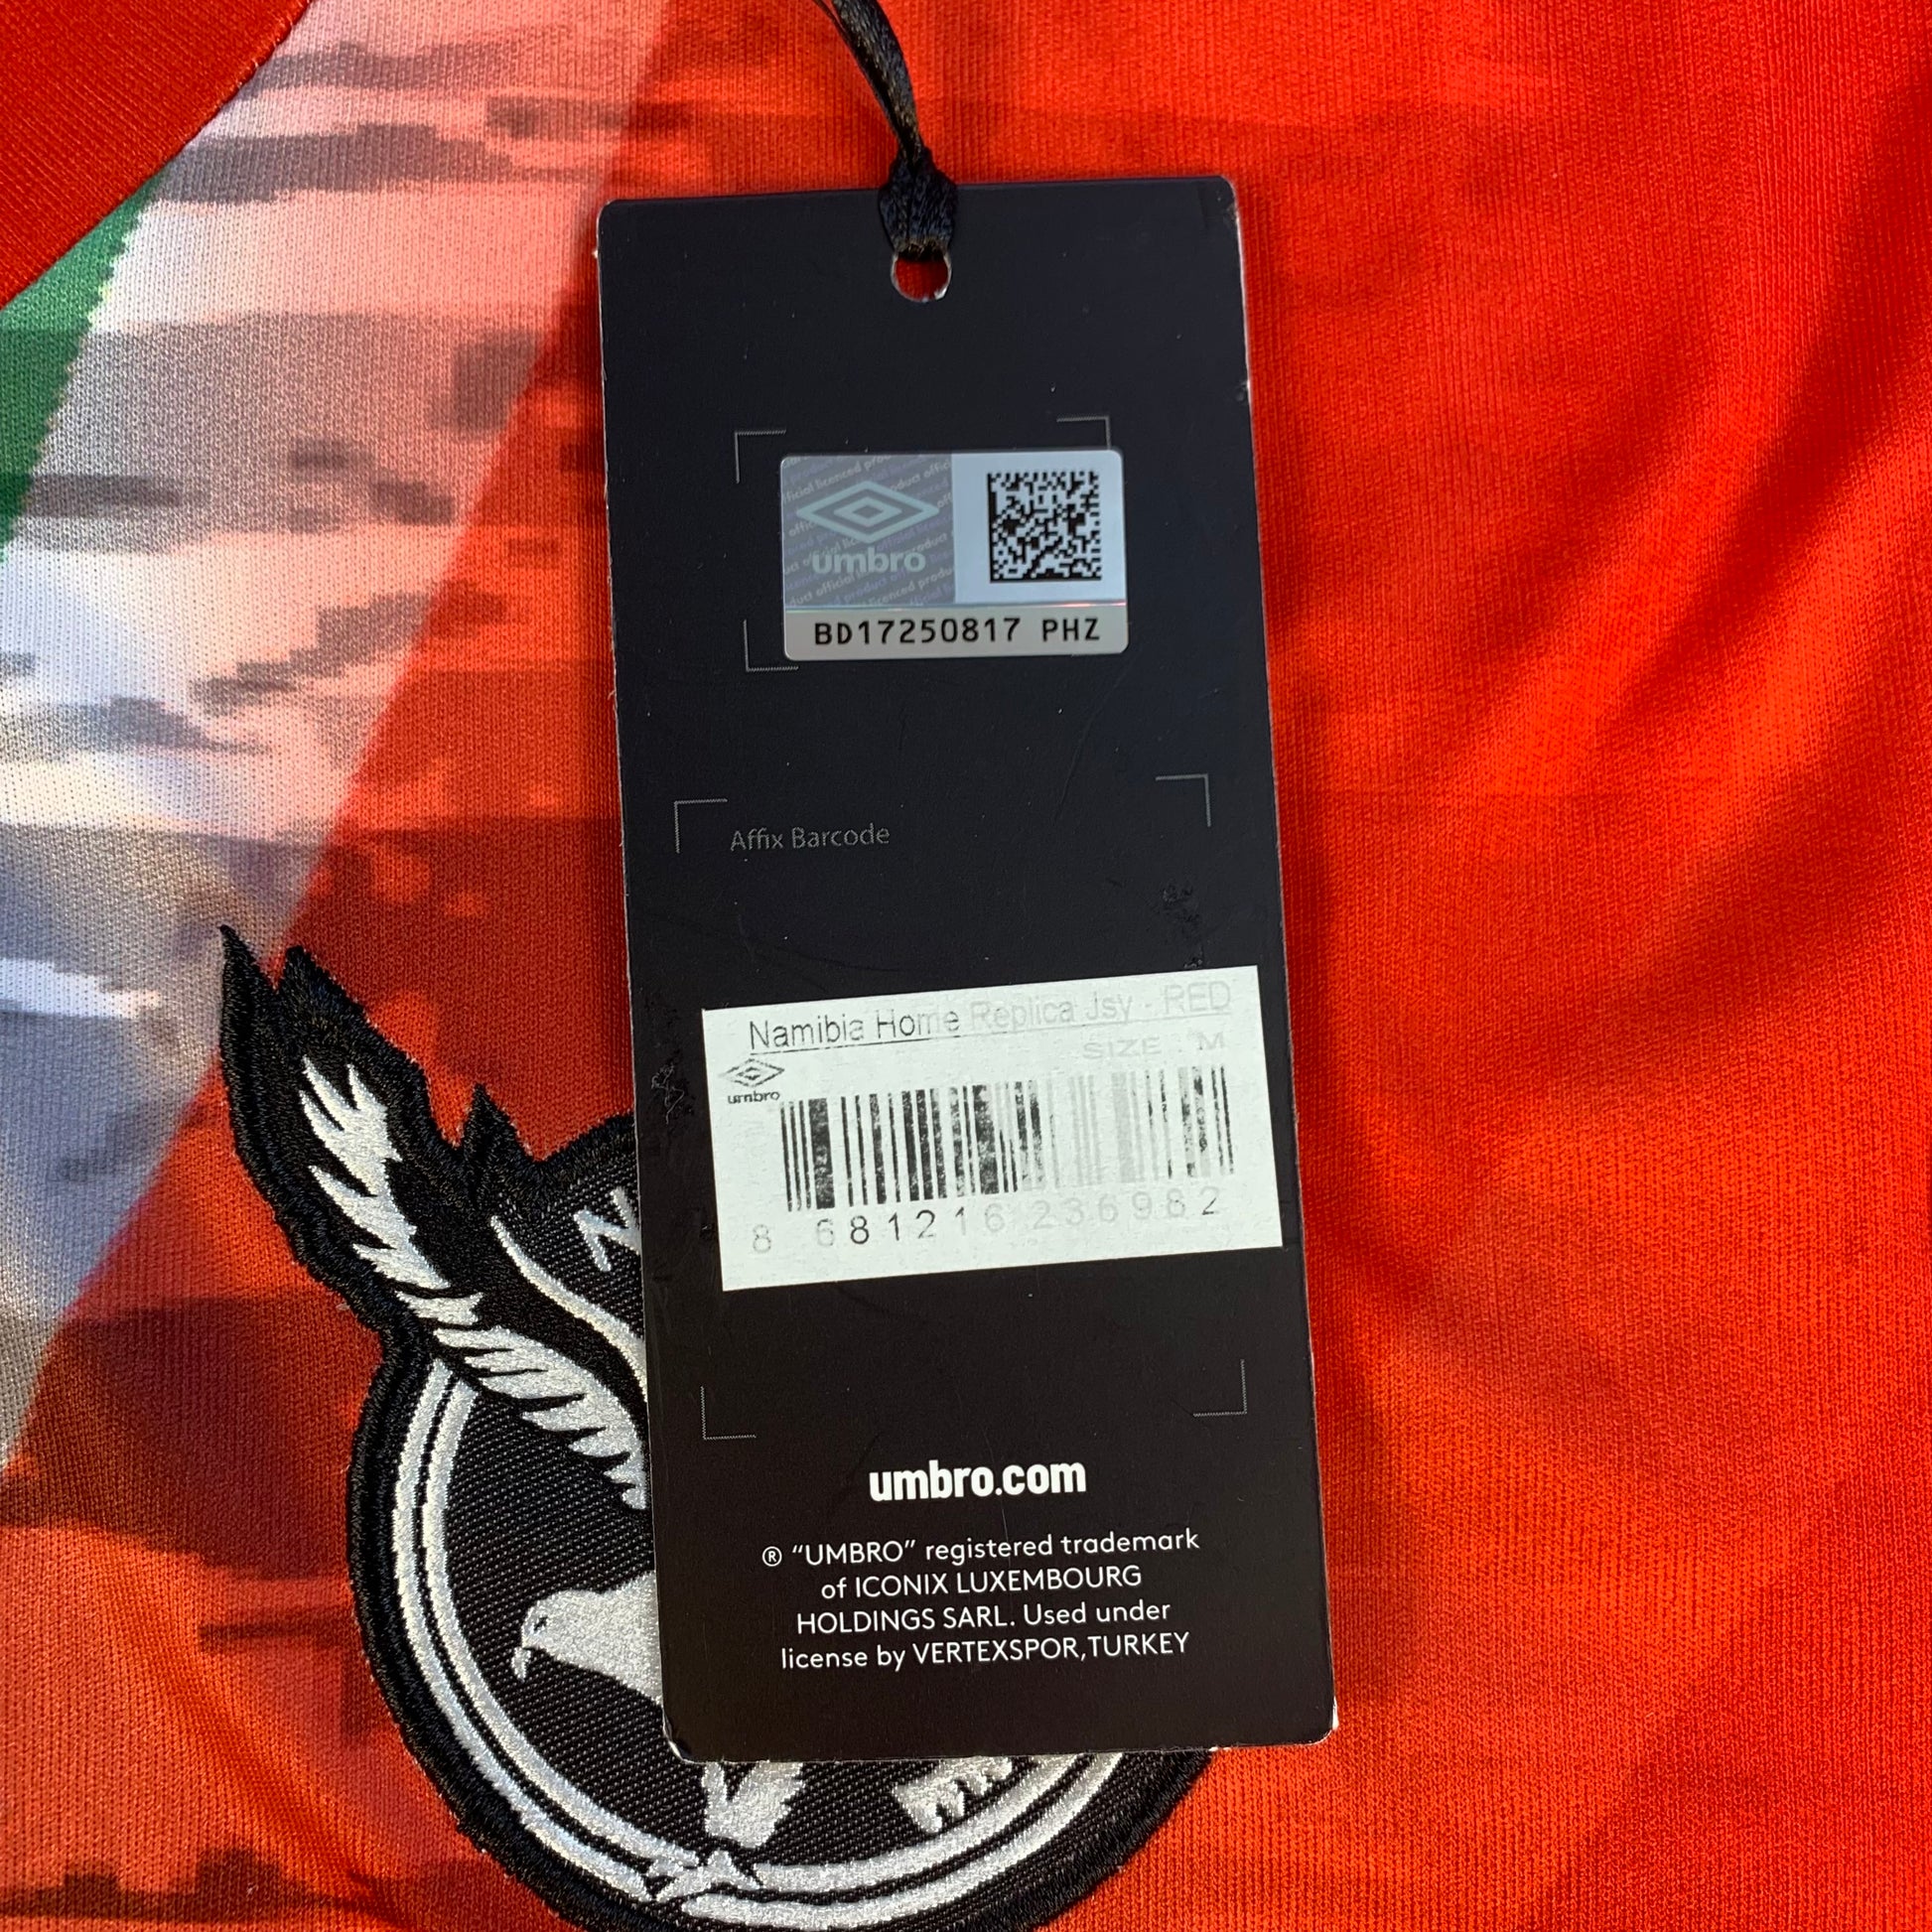 umbro
BD17250817 PHZ
Affix Barcode
Namibia Home Replica Jsy - RED
SIZE : M
umbro
8 681216 236982
umbro.com
® “UMBRO” registered trademark
of ICONIX LUXEMBOURG
HOLDINGS SARL. Used under
license by VERTEXSPOR,TURKEY
N